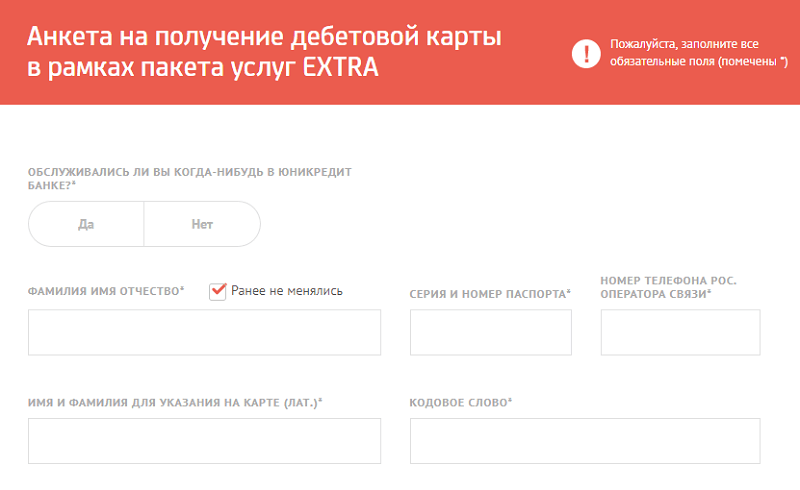 Анкета на получение дебетовой карты
в рамках пакета услуг EXTRA
!
Пожалуйста, заполните все
обязательные поля (помечены *)
ОБСЛУЖИВАЛИСЬ ЛИ ВЫ КОГДА-НИБУДЬ В ЮНИКРЕДИТ
БАНКЕ?*
Да
Нет
ФАМИЛИЯ ИМЯ ОТЧЕСТВО*
Ранее не менялись
СЕРИЯ И НОМЕР ПАСПОРТА*
НОМЕР ТЕЛЕФОНА РОС.
ОПЕРАТОРА СВЯЗИ*
ИМЯ И ФАМИЛИЯ ДЛЯ УКАЗАНИЯ НА КАРТЕ (ЛАТ.)*
КОДОВОЕ СЛОВО*